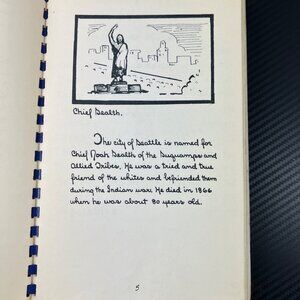 Chief Sealth.
The city of Seattle is named for
Chief Noah Sealth of the Suquamps and
Allied Tribes. He was a tried and true
friend of the whites and befriended them
during the Indian war. He died in 1866
when he was about 80 years old.
5